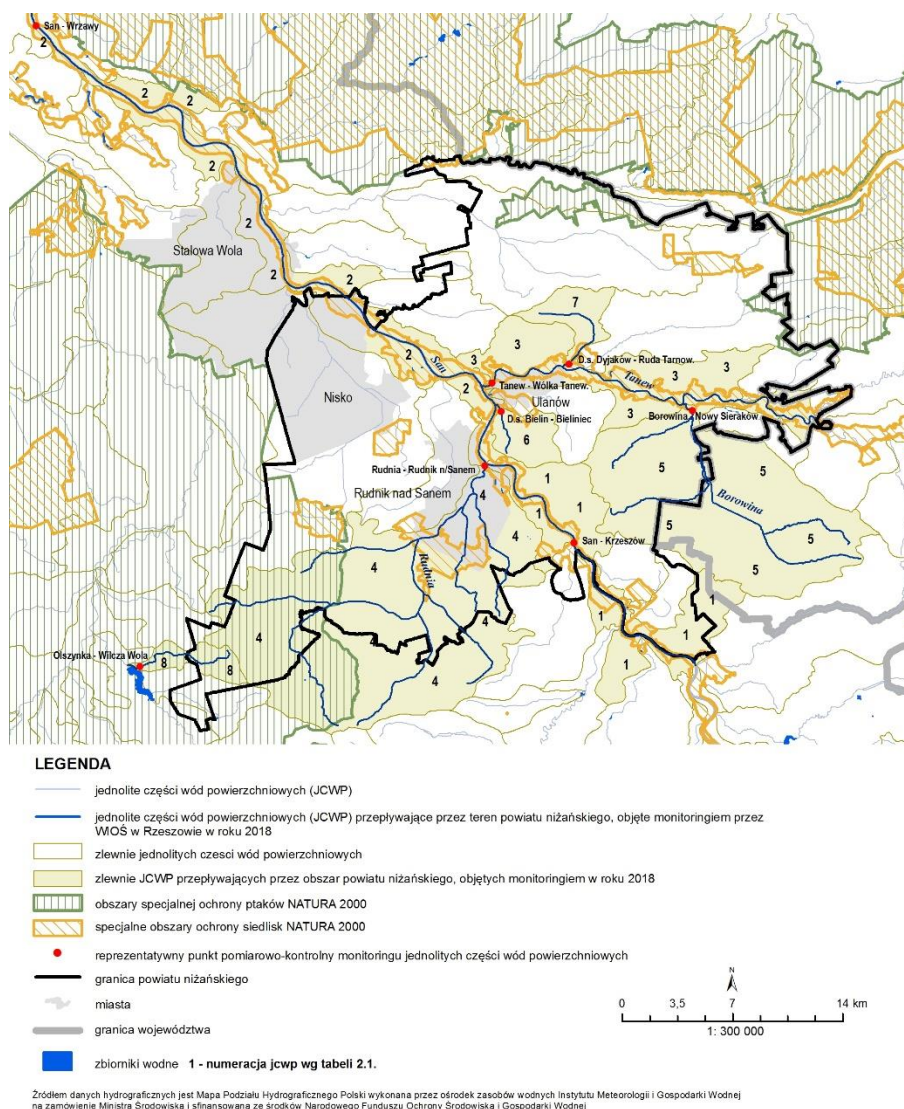 San - Wrzawy
2
2
2
2
2
Stalowa Wola
2
2
7
3
D.s. Dyjaków - Ruda Tarnow.
3
3
3
2
San
Tanew
Nisko
2
Tanew - Wólka Tanew.
Ulanów
D.s. Bielin - Bieliniec
3
Borowina - Nowy Sieraków
6
Rudnia - Rudnik n/Sanem
5
5
1
Rudnik nad Sanem
4
1
1
Borowina
4
5
5
San - Krzeszów
4
Rudnia
5
1
1
4
4
4
1
Olszynka - Wilcza Wola
8
8
4
1
LEGENDA
jednolite części wód powierzchniowych (JCWP)
jednolite części wód powierzchniowych (JCWP) przepływające przez teren powiatu niżańskiego, objęte monitoringiem przez
WIOŚ w Rzeszowie w roku 2018
zlewnie jednolitych czesci wód powierzchniowych
zlewnie JCWP przepływających przez obszar powiatu niżańskiego, objętych monitoringiem w roku 2018
obszary specjalnej ochrony ptaków NATURA 2000
specjalne obszary ochrony siedlisk NATURA 2000
reprezentatywny punkt pomiarowo-kontrolny monitoringu jednolitych części wód powierzchniowych
granica powiatu niżańskiego
miasta
granica województwa
zbiorniki wodne 1 - numeracja jcwp wg tabeli 2.1.
N
0 3,5 7 14 km
1: 300 000
Źródłem danych hydrograficznych jest Mapa Podziału Hydrograficznego Polski wykonana przez ośrodek zasobów wodnych Instytutu Meteorologii i Gospodarki Wodnej
na zamówienie Ministra Środowiska i sfinansowana ze środków Narodowego Funduszu Ochrony Środowiska i Gospodarki Wodnej